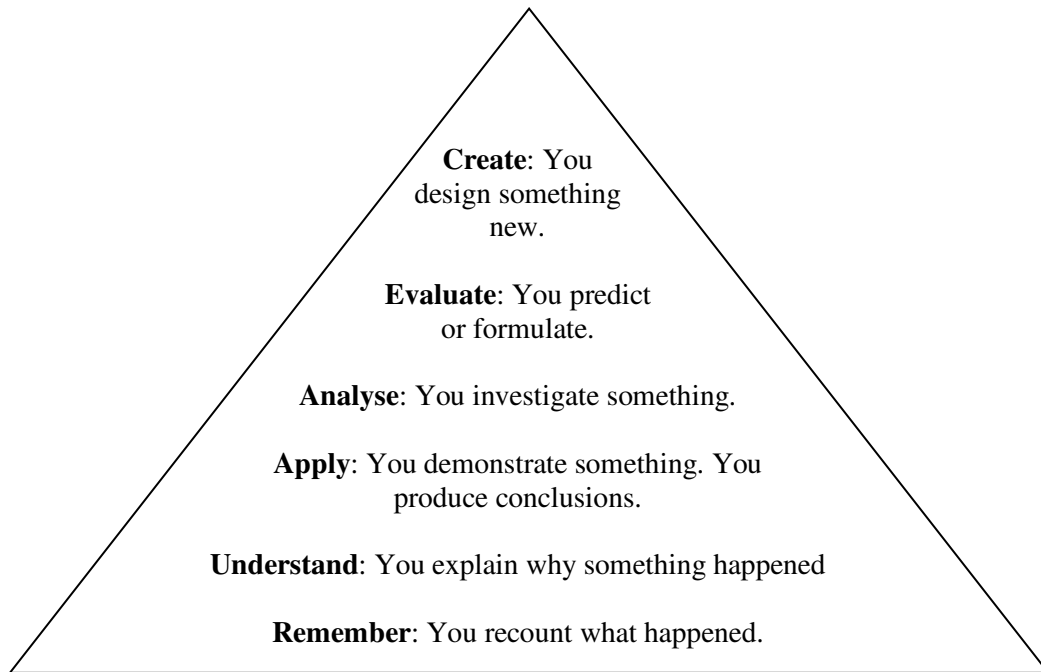 Create: You
design something
new.
Evaluate: You predict
or formulate.
Analyse: You investigate something.
Apply: You demonstrate something. You
produce conclusions.
Understand: You explain why something happened
Remember: You recount what happened.